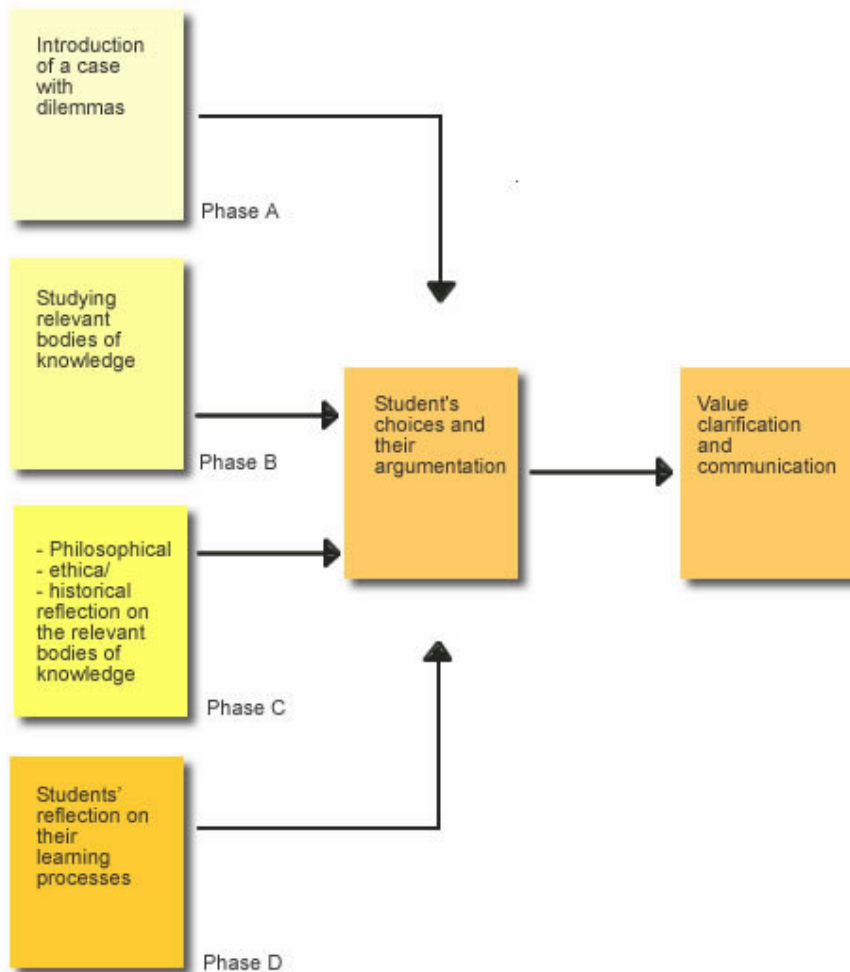 Introduction
of a case
with
dilemmas
Phase A
Studying
relevant
bodies of
knowledge
Phase B
- Philosophical
- ethica/
- historical
reflection on
the relevant
bodies of
knowledge
Phase C
Students’
reflection on
their
learning
processes
Phase D
Student's
choices and
their
argumentation
Value
clarification
and
communication